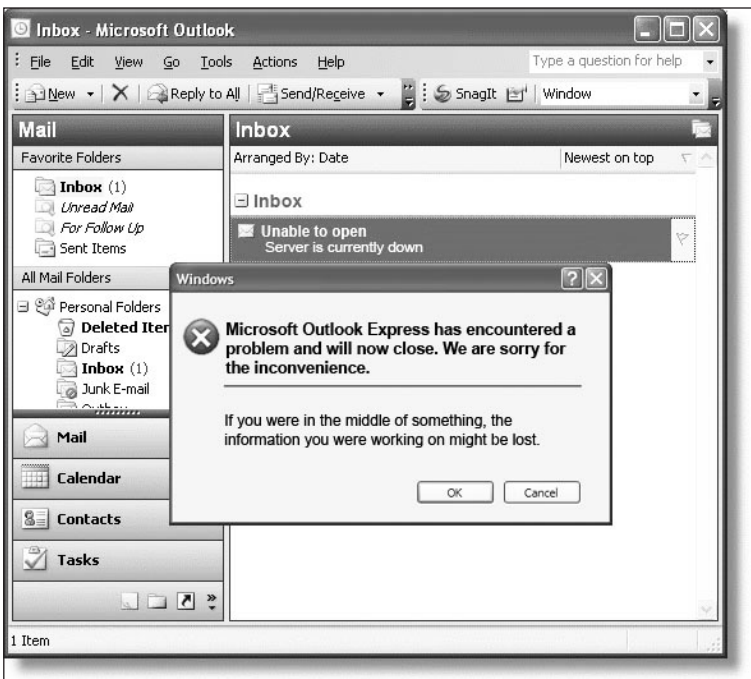 Inbox - Microsoft Outlook
File Edit View Go Tools Actions Help Type a question for help
New Reply to All Send/Receive SnagIt Window
Mail
Favorite Folders
Inbox (1)
Unread Mail
For Follow Up
Sent Items
All Mail Folders
Personal Folders
Deleted Iter
Drafts
Inbox (1)
Junk E-mail
Mail
Calendar
Contacts
Tasks
Inbox
Arranged By: Date Newest on top
Inbox
Unable to open
Server is currently down
Windows
Microsoft Outlook Express has encountered a
problem and will now close. We are sorry for
the inconvenience.
If you were in the middle of something, the
information you were working on might be lost.
OK Cancel
1 Item